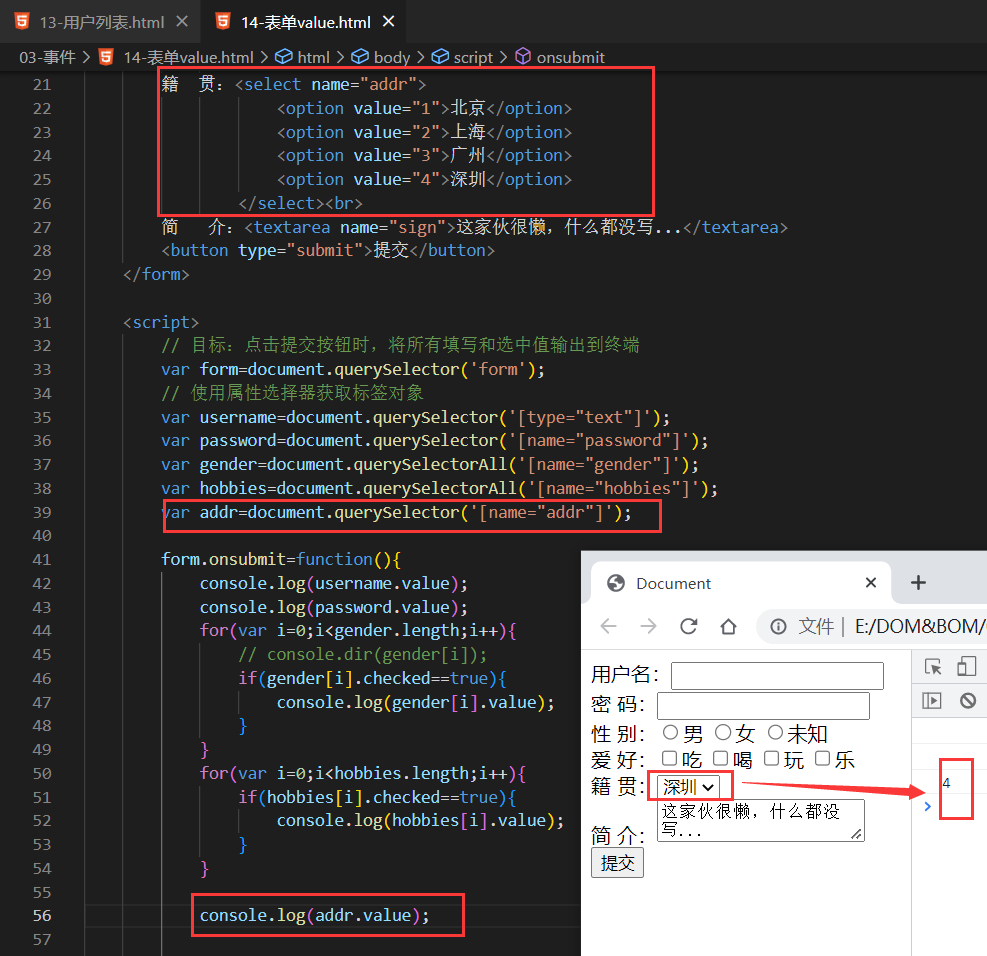 13-用户列表.html
14-表单value.html
03-事件 > 14-表单value.html > html > body > script > onsubmit
21 籍 贯：<select name="addr">
22 <option value="1">北京</option>
23 <option value="2">上海</option>
24 <option value="3">广州</option>
25 <option value="4">深圳</option>
26 </select><br>
27 简 介：<textarea name="sign">这家伙很懒，什么都没写...</textarea>
28 <button type="submit">提交</button>
29 </form>
30
31 <script>
32 // 目标：点击提交按钮时，将所有填写和选中值输出到终端
33 var form=document.querySelector('form');
34 // 使用属性选择器获取标签对象
35 var username=document.querySelector('[type="text"]');
36 var password=document.querySelector('[name="password"]');
37 var gender=document.querySelectorAll('[name="gender"]');
38 var hobbies=document.querySelectorAll('[name="hobbies"]');
39 var addr=document.querySelector('[name="addr"]');
40
41 form.onsubmit=function(){
42 console.log(username.value);
43 console.log(password.value);
44 for(var i=0;i<gender.length;i++){
45 // console.dir(gender[i]);
46 if(gender[i].checked==true){
47 console.log(gender[i].value);
48 }
49 }
50 for(var i=0;i<hobbies.length;i++){
51 if(hobbies[i].checked==true){
52 console.log(hobbies[i].value);
53 }
54 }
55
56 console.log(addr.value);
57
Document
文件 | E:/DOM&BOM/
用户名：
密 码：
性 别： 男 女 未知
爱 好： 吃 喝 玩 乐
籍 贯： 深圳
4
这家伙很懒，什么都没
写...
简 介：
提交